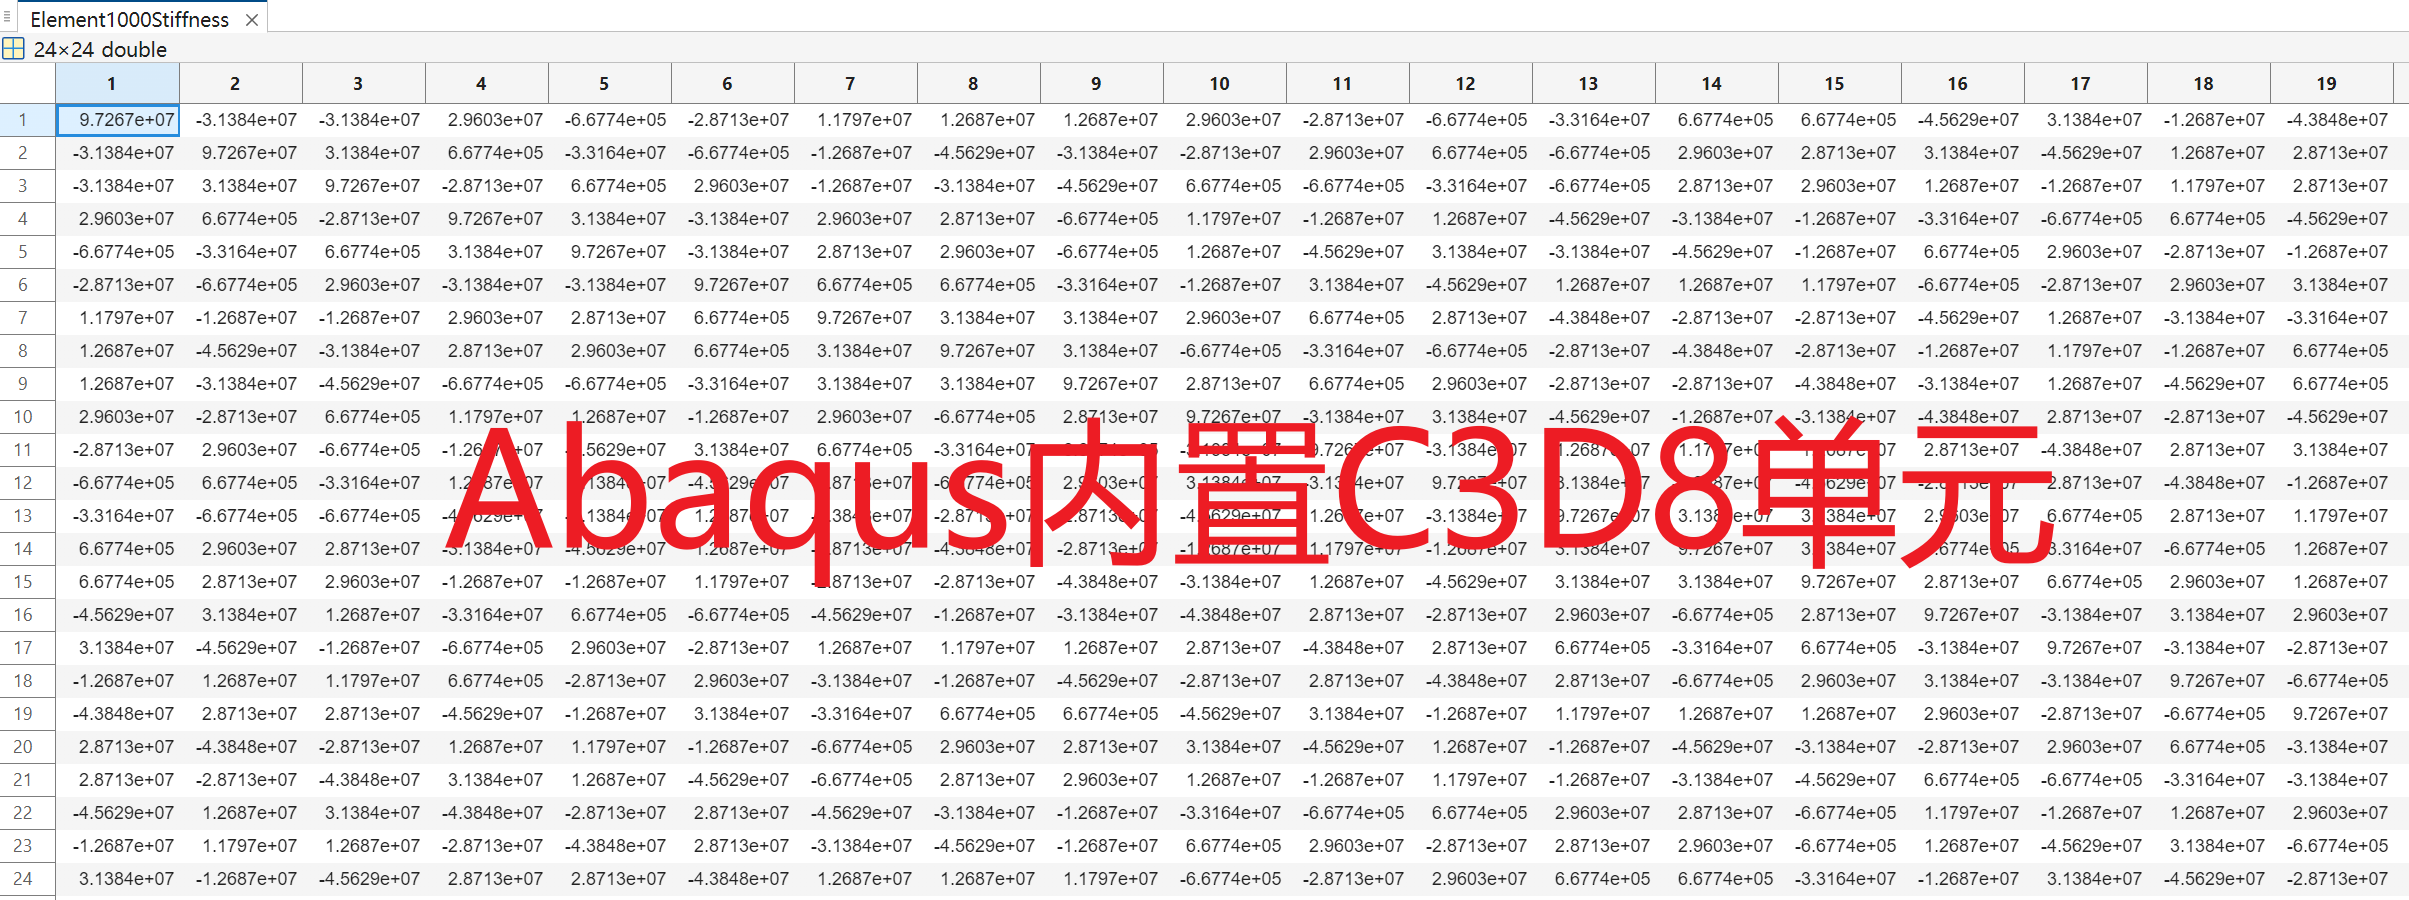 Element1000Stiffness
24×24 double
1 2 3 4 5 6 7 8 9 10 11 12 13 14 15 16 17 18 19
1 9.7267e+07 -3.1384e+07 -3.1384e+07 2.9603e+07 -6.6774e+05 -2.8713e+07 1.1797e+07 1.2687e+07 1.2687e+07 2.9603e+07 -2.8713e+07 -6.6774e+05 -3.3164e+07 6.6774e+05 6.6774e+05 -4.5629e+07 3.1384e+07 -1.2687e+07 -4.3848e+07
2 -3.1384e+07 9.7267e+07 3.1384e+07 6.6774e+05 -3.3164e+07 -6.6774e+05 -1.2687e+07 -4.5629e+07 -3.1384e+07 -2.8713e+07 2.9603e+07 6.6774e+05 -6.6774e+05 2.9603e+07 2.8713e+07 3.1384e+07 -4.5629e+07 1.2687e+07 2.8713e+07
3 -3.1384e+07 3.1384e+07 9.7267e+07 -2.8713e+07 6.6774e+05 2.9603e+07 -1.2687e+07 -3.1384e+07 -4.5629e+07 6.6774e+05 -6.6774e+05 -3.3164e+07 -6.6774e+05 2.8713e+07 2.9603e+07 1.2687e+07 -1.2687e+07 1.1797e+07 2.8713e+07
4 2.9603e+07 6.6774e+05 -2.8713e+07 9.7267e+07 3.1384e+07 -3.1384e+07 2.9603e+07 2.8713e+07 -6.6774e+05 1.1797e+07 -1.2687e+07 1.2687e+07 -4.5629e+07 -3.1384e+07 -1.2687e+07 -3.3164e+07 -6.6774e+05 6.6774e+05 -4.5629e+07
5 -6.6774e+05 -3.3164e+07 6.6774e+05 3.1384e+07 9.7267e+07 -3.1384e+07 2.8713e+07 2.9603e+07 -6.6774e+05 1.2687e+07 -4.5629e+07 3.1384e+07 -3.1384e+07 -4.5629e+07 -1.2687e+07 6.6774e+05 2.9603e+07 -2.8713e+07 -1.2687e+07
6 -2.8713e+07 -6.6774e+05 2.9603e+07 -3.1384e+07 -3.1384e+07 9.7267e+07 6.6774e+05 6.6774e+05 -3.3164e+07 -1.2687e+07 3.1384e+07 -4.5629e+07 1.2687e+07 1.2687e+07 1.1797e+07 -6.6774e+05 -2.8713e+07 2.9603e+07 3.1384e+07
7 1.1797e+07 -1.2687e+07 -1.2687e+07 2.9603e+07 2.8713e+07 6.6774e+05 9.7267e+07 3.1384e+07 3.1384e+07 2.9603e+07 6.6774e+05 2.8713e+07 -4.3848e+07 -2.8713e+07 -2.8713e+07 -4.5629e+07 1.2687e+07 -3.1384e+07 -3.3164e+07
8 1.2687e+07 -4.5629e+07 -3.1384e+07 2.8713e+07 2.9603e+07 6.6774e+05 3.1384e+07 9.7267e+07 3.1384e+07 -6.6774e+05 -3.3164e+07 -6.6774e+05 -2.8713e+07 -4.3848e+07 -2.8713e+07 -1.2687e+07 1.1797e+07 -1.2687e+07 6.6774e+05
9 1.2687e+07 -3.1384e+07 -4.5629e+07 -6.6774e+05 -6.6774e+05 -3.3164e+07 3.1384e+07 3.1384e+07 9.7267e+07 2.8713e+07 6.6774e+05 2.9603e+07 -2.8713e+07 -2.8713e+07 -4.3848e+07 -3.1384e+07 1.2687e+07 -4.5629e+07 6.6774e+05
10 2.9603e+07 -2.8713e+07 6.6774e+05 1.1797e+07 1.2687e+07 -1.2687e+07 2.9603e+07 -6.6774e+05 2.8713e+07 9.7267e+07 -3.1384e+07 3.1384e+07 -4.5629e+07 -1.2687e+07 -3.1384e+07 -4.3848e+07 2.8713e+07 -2.8713e+07 -4.5629e+07
11 -2.8713e+07 2.9603e+07 -6.6774e+05 3.1384e+07 6.6774e+05 -3.3164e+07 2.8713e+07 -4.3848e+07 2.8713e+07 3.1384e+07
Abaqus内置C3D8单元
12 -6.6774e+05 6.6774e+05 -3.3164e+07 2.8713e+07 -4.3848e+07 -1.2687e+07
13 -3.3164e+07 -6.6774e+05 -6.6774e+05 -3.1384e+07 6.6774e+05 2.8713e+07 1.1797e+07
14 6.6774e+05 2.9603e+07 2.8713e+07 -2.8713e+07 -6.6774e+05 1.2687e+07
15 6.6774e+05 2.8713e+07 2.9603e+07 -1.2687e+07 -1.2687e+07 1.1797e+07 -2.8713e+07 -2.8713e+07 -4.3848e+07 -3.1384e+07 1.2687e+07 -4.5629e+07 3.1384e+07 3.1384e+07 9.7267e+07 2.8713e+07 6.6774e+05 2.9603e+07 1.2687e+07
16 -4.5629e+07 3.1384e+07 1.2687e+07 -3.3164e+07 6.6774e+05 -6.6774e+05 -4.5629e+07 -1.2687e+07 -3.1384e+07 -4.3848e+07 2.8713e+07 -2.8713e+07 2.9603e+07 -6.6774e+05 2.8713e+07 9.7267e+07 -3.1384e+07 3.1384e+07 2.9603e+07
17 3.1384e+07 -4.5629e+07 -1.2687e+07 -6.6774e+05 2.9603e+07 -2.8713e+07 1.2687e+07 1.1797e+07 1.2687e+07 2.8713e+07 -4.3848e+07 2.8713e+07 6.6774e+05 -3.3164e+07 6.6774e+05 -3.1384e+07 9.7267e+07 -3.1384e+07 -2.8713e+07
18 -1.2687e+07 1.2687e+07 1.1797e+07 6.6774e+05 -2.8713e+07 2.9603e+07 -3.1384e+07 -1.2687e+07 -4.5629e+07 -2.8713e+07 2.8713e+07 -4.3848e+07 2.8713e+07 -6.6774e+05 2.9603e+07 3.1384e+07 -3.1384e+07 9.7267e+07 -6.6774e+05
19 -4.3848e+07 2.8713e+07 2.8713e+07 -4.5629e+07 -1.2687e+07 3.1384e+07 -3.3164e+07 6.6774e+05 6.6774e+05 -4.5629e+07 3.1384e+07 -1.2687e+07 1.1797e+07 1.2687e+07 1.2687e+07 2.9603e+07 -2.8713e+07 -6.6774e+05 9.7267e+07
20 2.8713e+07 -4.3848e+07 -2.8713e+07 1.2687e+07 1.1797e+07 -1.2687e+07 -6.6774e+05 2.9603e+07 2.8713e+07 3.1384e+07 -4.5629e+07 1.2687e+07 -1.2687e+07 -4.5629e+07 -3.1384e+07 -2.8713e+07 2.9603e+07 6.6774e+05 -3.1384e+07
21 2.8713e+07 -2.8713e+07 -4.3848e+07 3.1384e+07 1.2687e+07 -4.5629e+07 -6.6774e+05 2.8713e+07 2.9603e+07 1.2687e+07 -1.2687e+07 1.1797e+07 -1.2687e+07 -3.1384e+07 -4.5629e+07 6.6774e+05 -6.6774e+05 -3.3164e+07 -3.1384e+07
22 -4.5629e+07 1.2687e+07 3.1384e+07 -4.3848e+07 -2.8713e+07 2.8713e+07 -4.5629e+07 -3.1384e+07 -1.2687e+07 -3.3164e+07 -6.6774e+05 6.6774e+05 2.9603e+07 2.8713e+07 -6.6774e+05 1.1797e+07 -1.2687e+07 1.2687e+07 2.9603e+07
23 -1.2687e+07 1.1797e+07 1.2687e+07 -2.8713e+07 -4.3848e+07 2.8713e+07 -3.1384e+07 -4.5629e+07 -1.2687e+07 6.6774e+05 2.9603e+07 -2.8713e+07 2.8713e+07 2.9603e+07 -6.6774e+05 1.2687e+07 -4.5629e+07 3.1384e+07 -6.6774e+05
24 3.1384e+07 -1.2687e+07 -4.5629e+07 2.8713e+07 2.8713e+07 -4.3848e+07 1.2687e+07 1.2687e+07 1.1797e+07 -6.6774e+05 -2.8713e+07 2.9603e+07 6.6774e+05 6.6774e+05 -3.3164e+07 -1.2687e+07 3.1384e+07 -4.5629e+07 -2.8713e+07